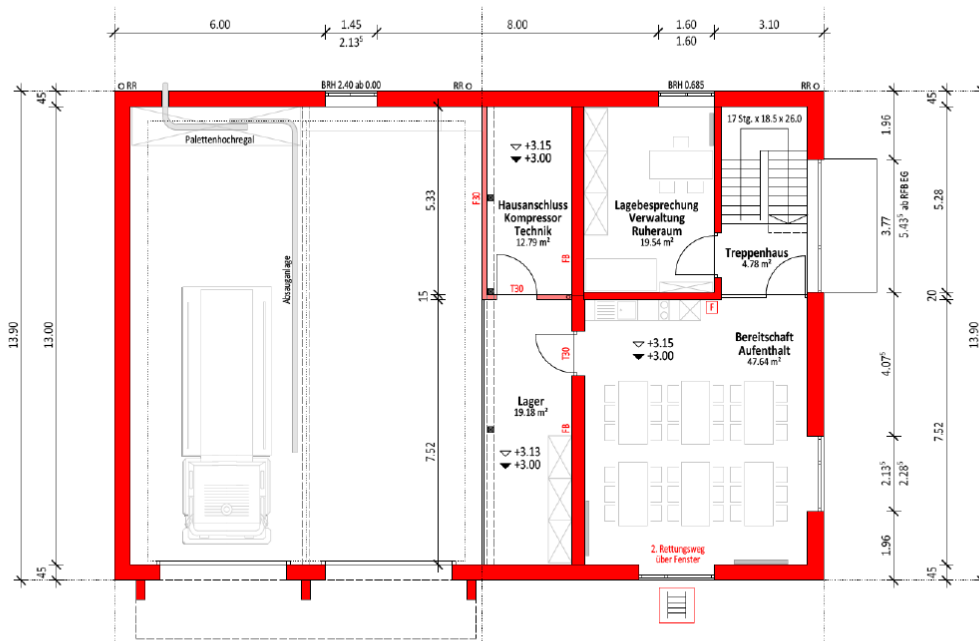 6.00
1.45
2.13⁵
8.00
1.60
1.60
3.10
RR
BRH 2.40 ab 0.00
RR
BRH 0.685
RR
45
45
45
45
Palettenhochregal
Absauganlage
13.90
13.00
5.33
15
7.52
45
45
F30
+3.15
+3.00
Hausanschluss
Kompressor
Technik
12.79 m²
FB
T30
Lagebesprechung
Verwaltung
Ruheraum
19.54 m²
17 Stg. x 18.5 x 26.0
Treppenhaus
4.78 m²
F
Bereitschaft
Aufenthalt
47.64 m²
+3.15
+3.00
T30
Lager
19.18 m²
FB
+3.13
+3.00
2. Rettungsweg
über Fenster
1.96
3.77
5.43⁵ ab RFB EG
4.07⁵
2.13⁵
2.28⁵
1.96
5.28
20
7.52
13.90
45
45